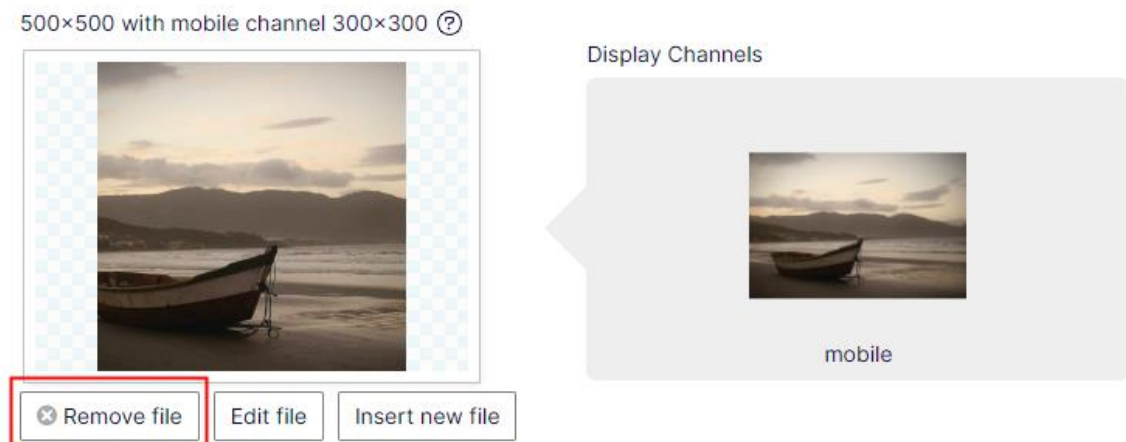 500×500 with mobile channel 300×300 ?
Display Channels
mobile
Remove file
Edit file
Insert new file